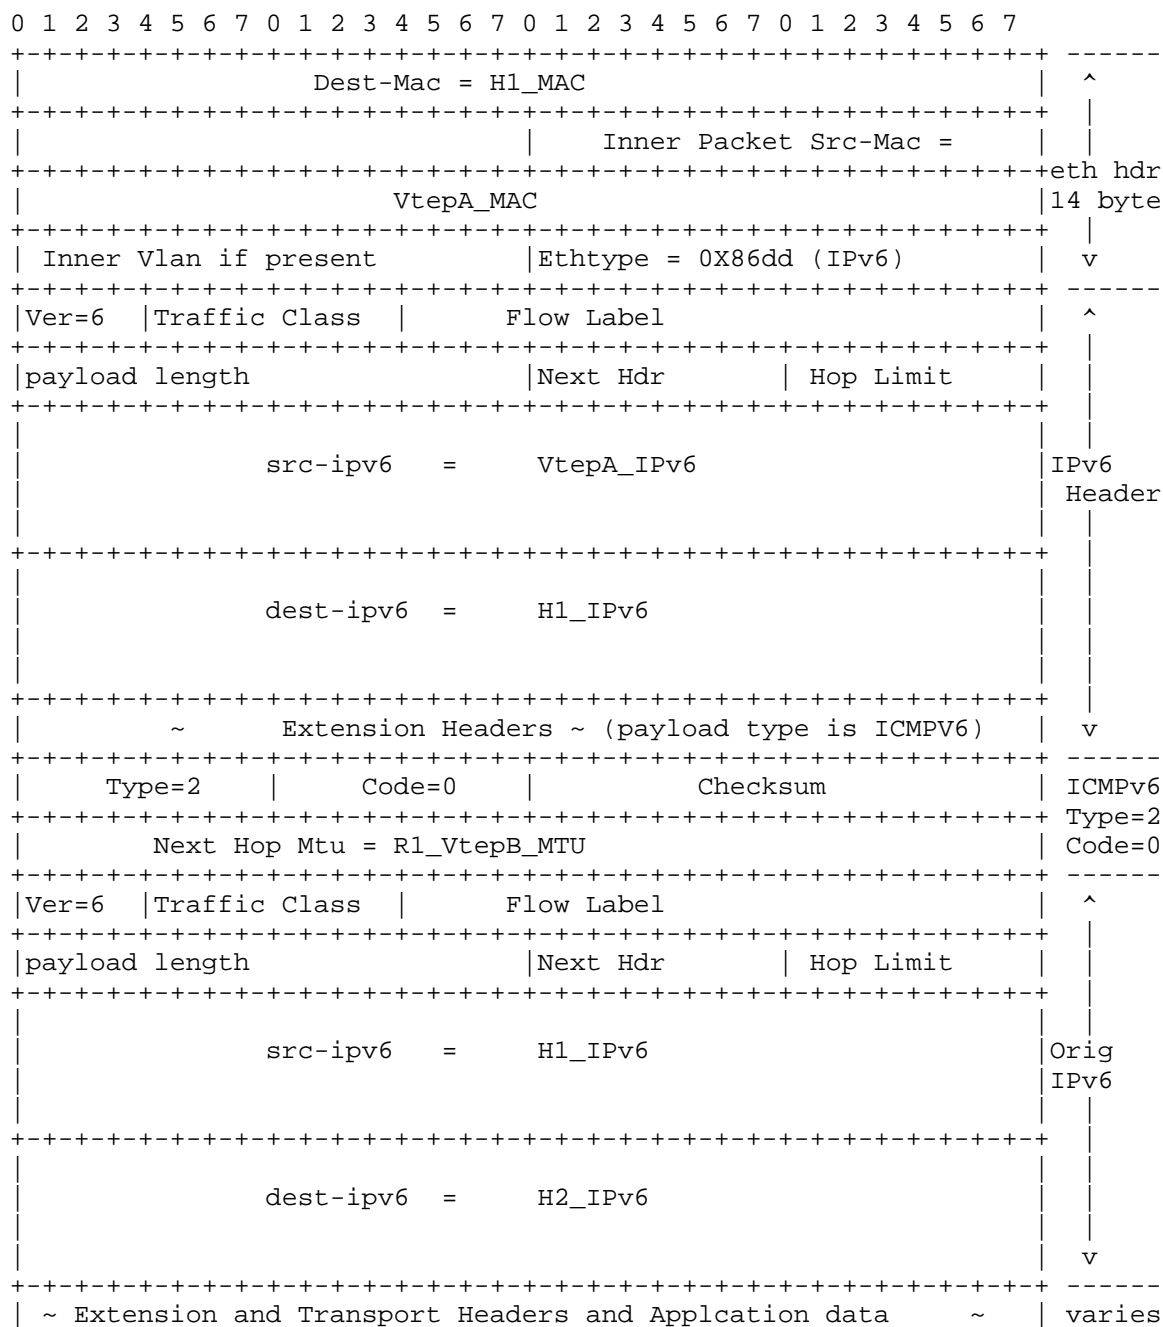 0 1 2 3 4 5 6 7 0 1 2 3 4 5 6 7 0 1 2 3 4 5 6 7 0 1 2 3 4 5 6 7
+-+-+-+-+-+-+-+-+-+-+-+-+-+-+-+-+-+-+-+-+-+-+-+-+-+-+-+-+-+-+-+-+ ------
|                  Dest-Mac = H1_MAC                            |  ^
+-+-+-+-+-+-+-+-+-+-+-+-+-+-+-+-+-+-+-+-+-+-+-+-+-+-+-+-+-+-+-+-+  |
|                               |    Inner Packet Src-Mac =     |  |
+-+-+-+-+-+-+-+-+-+-+-+-+-+-+-+-+-+-+-+-+-+-+-+-+-+-+-+-+-+-+-+-+eth hdr
|                       VtepA_MAC                               |14 byte
+-+-+-+-+-+-+-+-+-+-+-+-+-+-+-+-+-+-+-+-+-+-+-+-+-+-+-+-+-+-+-+-+  |
| Inner Vlan if present         |Ethtype = 0X86dd (IPv6)        |  v
+-+-+-+-+-+-+-+-+-+-+-+-+-+-+-+-+-+-+-+-+-+-+-+-+-+-+-+-+-+-+-+-+ ------
|Ver=6  |Traffic Class  |      Flow Label                       |  ^
+-+-+-+-+-+-+-+-+-+-+-+-+-+-+-+-+-+-+-+-+-+-+-+-+-+-+-+-+-+-+-+-+  |
|payload length                 |Next Hdr       | Hop Limit     |  |
+-+-+-+-+-+-+-+-+-+-+-+-+-+-+-+-+-+-+-+-+-+-+-+-+-+-+-+-+-+-+-+-+  |
|                                                               |  |
|               src-ipv6   =     VtepA_IPv6                     |IPv6
|                                                               | Header
|                                                               |  |
+-+-+-+-+-+-+-+-+-+-+-+-+-+-+-+-+-+-+-+-+-+-+-+-+-+-+-+-+-+-+-+-+  |
|                                                               |  |
|               dest-ipv6  =     H1_IPv6                        |  |
|                                                               |  |
|                                                               |  |
+-+-+-+-+-+-+-+-+-+-+-+-+-+-+-+-+-+-+-+-+-+-+-+-+-+-+-+-+-+-+-+-+  |
|         ~      Extension Headers ~ (payload type is ICMPV6)   |  v
+-+-+-+-+-+-+-+-+-+-+-+-+-+-+-+-+-+-+-+-+-+-+-+-+-+-+-+-+-+-+-+-+ ------
|     Type=2    |     Code=0    |          Checksum             | ICMPv6
+-+-+-+-+-+-+-+-+-+-+-+-+-+-+-+-+-+-+-+-+-+-+-+-+-+-+-+-+-+-+-+-+ Type=2
|        Next Hop Mtu = R1_VtepB_MTU                            | Code=0
+-+-+-+-+-+-+-+-+-+-+-+-+-+-+-+-+-+-+-+-+-+-+-+-+-+-+-+-+-+-+-+-+ ------
|Ver=6  |Traffic Class  |      Flow Label                       |  ^
+-+-+-+-+-+-+-+-+-+-+-+-+-+-+-+-+-+-+-+-+-+-+-+-+-+-+-+-+-+-+-+-+  |
|payload length                 |Next Hdr       | Hop Limit     |  |
+-+-+-+-+-+-+-+-+-+-+-+-+-+-+-+-+-+-+-+-+-+-+-+-+-+-+-+-+-+-+-+-+  |
|                                                               |  |
|               src-ipv6   =     H1_IPv6                        |Orig
|                                                               |IPv6
|                                                               |  |
+-+-+-+-+-+-+-+-+-+-+-+-+-+-+-+-+-+-+-+-+-+-+-+-+-+-+-+-+-+-+-+-+  |
|                                                               |  |
|               dest-ipv6  =     H2_IPv6                        |  |
|                                                               |  |
|                                                               |  v
+-+-+-+-+-+-+-+-+-+-+-+-+-+-+-+-+-+-+-+-+-+-+-+-+-+-+-+-+-+-+-+-+ ------
| ~ Extension and Transport Headers and Applcation data     ~   | varies